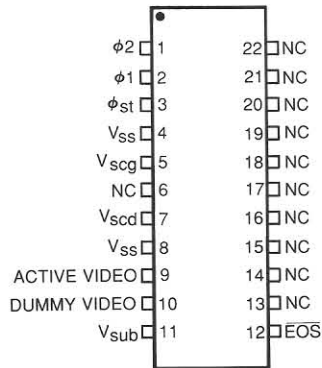 ϕ2 1 22 NC
ϕ1 2 21 NC
ϕst 3 20 NC
Vss 4 19 NC
Vscg 5 18 NC
NC 6 17 NC
Vscd 7 16 NC
Vss 8 15 NC
ACTIVE VIDEO 9 14 NC
DUMMY VIDEO 10 13 NC
Vsub 11 12 E̅O̅S̅